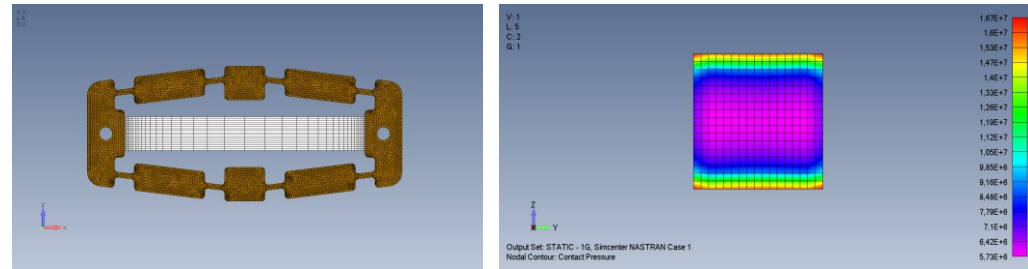 V: 1
L: 5
C: 2
Z
X
V: 1
L: 5
C: 2
G: 1
Z
Y
Output Set: STATIC - 1G, Simcenter NASTRAN Case 1
Nodal Contour: Contact Pressure
1,67E+7
1,6E+7
1,53E+7
1,47E+7
1,4E+7
1,33E+7
1,26E+7
1,19E+7
1,12E+7
1,05E+7
9,85E+6
9,16E+6
8,48E+6
7,79E+6
7,1E+6
6,42E+6
5,73E+6